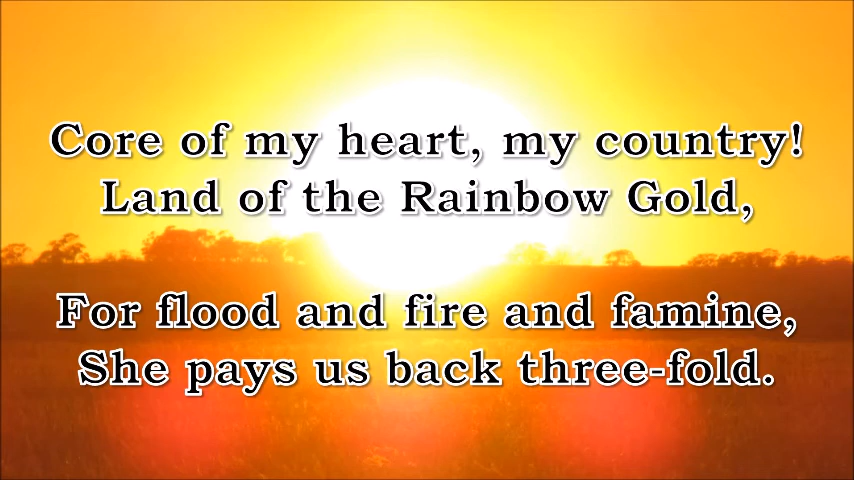 Core of my heart, my country!
Land of the Rainbow Gold,
For flood and fire and famine,
She pays us back three-fold.